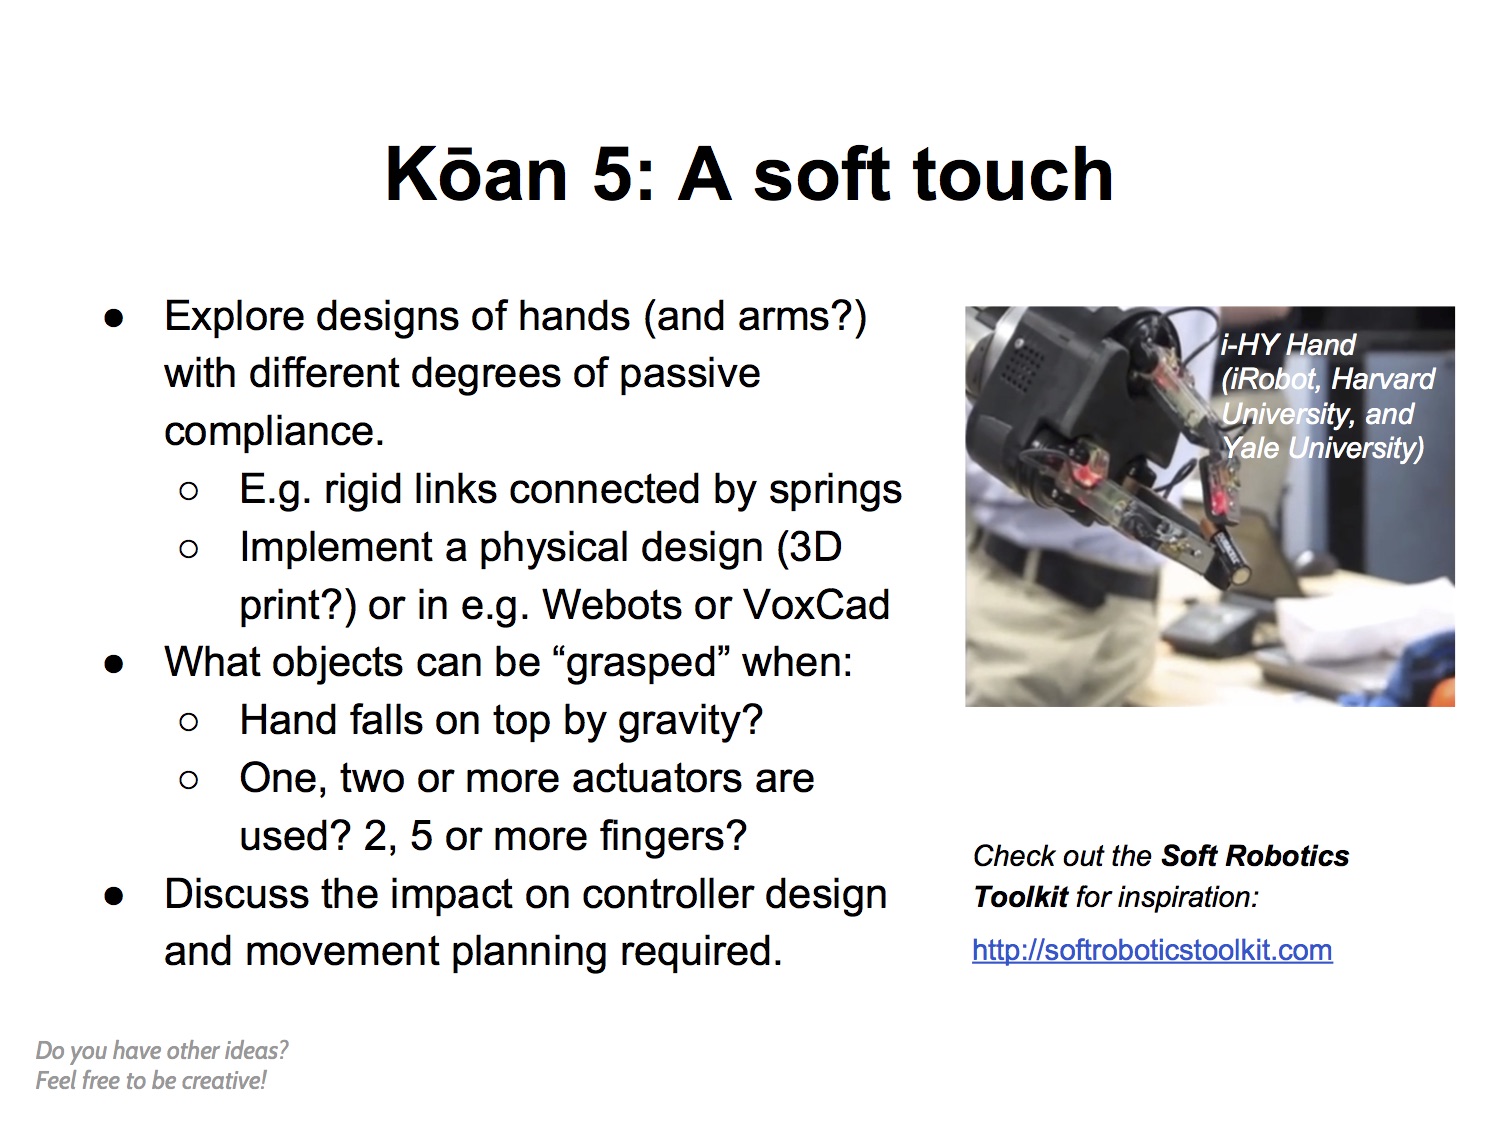 Kōan 5: A soft touch
● Explore designs of hands (and arms?)
with different degrees of passive
compliance.
○ E.g. rigid links connected by springs
○ Implement a physical design (3D
print?) or in e.g. Webots or VoxCad
● What objects can be “grasped” when:
○ Hand falls on top by gravity?
○ One, two or more actuators are
used? 2, 5 or more fingers?
● Discuss the impact on controller design
and movement planning required.
i-HY Hand
(iRobot, Harvard
University, and
Yale University)
Check out the Soft Robotics
Toolkit for inspiration:
http://softroboticstoolkit.com
Do you have other ideas?
Feel free to be creative!